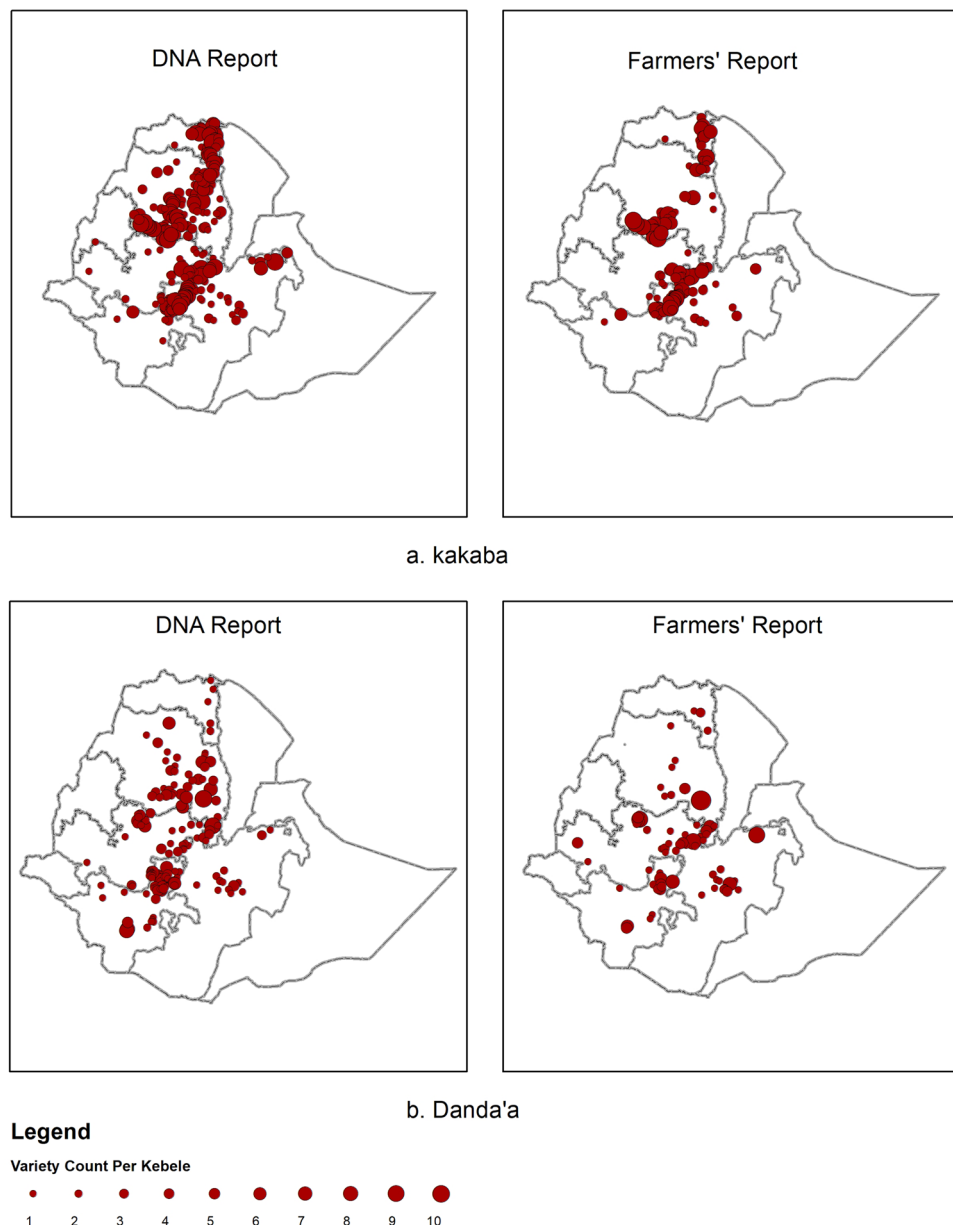 DNA Report
Farmers' Report
a. kakaba
DNA Report
Farmers' Report
b. Danda'a
Legend
Variety Count Per Kebele
1 2 3 4 5 6 7 8 9 10